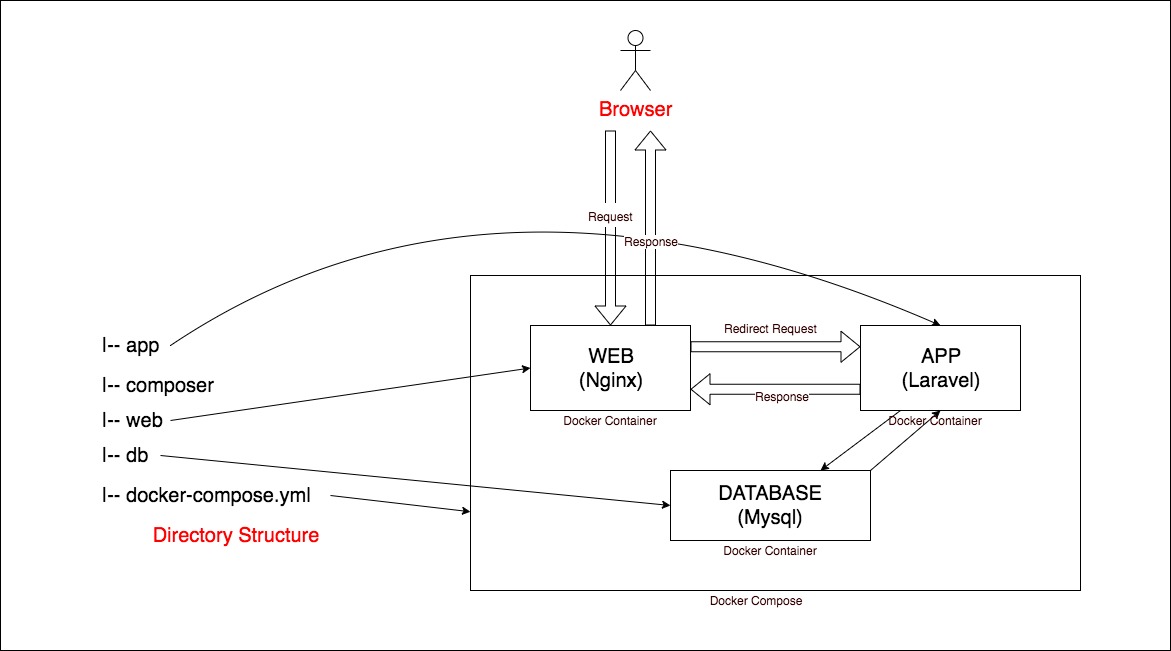 Browser
Request
Response
Redirect Request
WEB
(Nginx)
APP
(Laravel)
Response
Docker Container
Docker Container
DATABASE
(Mysql)
Docker Container
Docker Compose
I-- app
I-- composer
I-- web
I-- db
I-- docker-compose.yml
Directory Structure